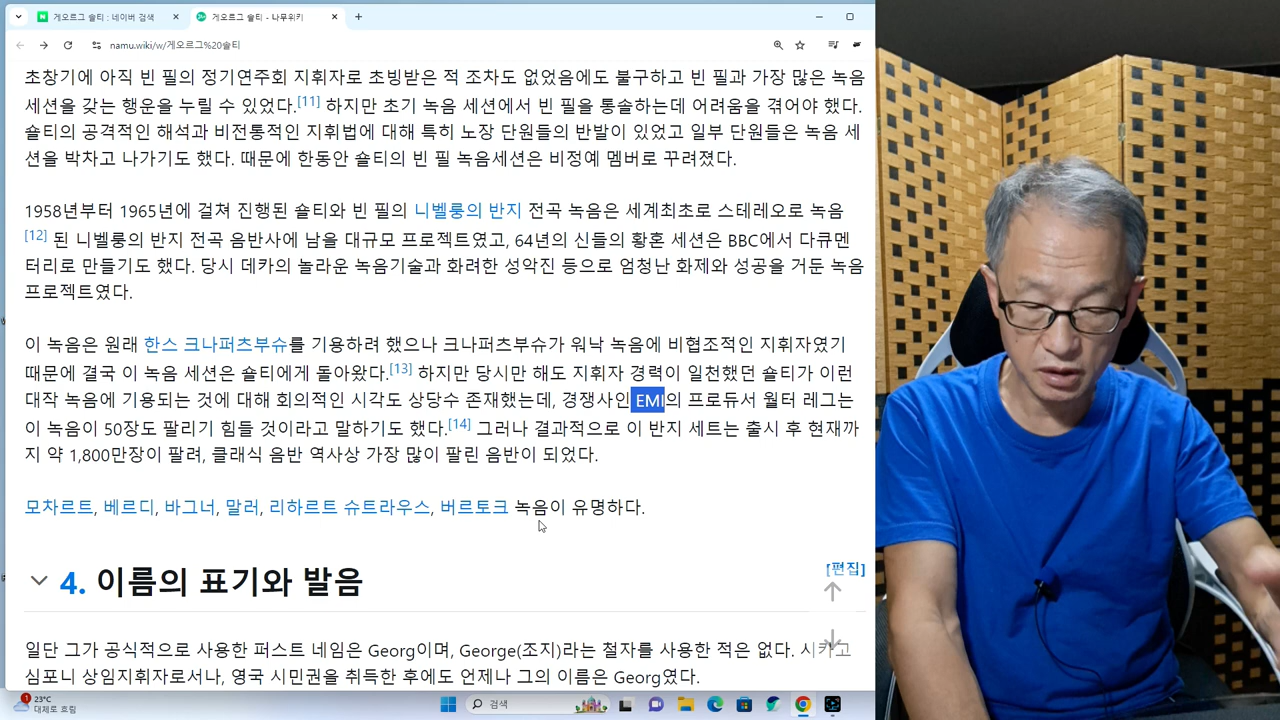 게오르그 솔티 : 네이버 검색
게오르그 솔티 - 나무위키
namu.wiki/w/게오르그%20솔티
초창기에 아직 빈 필의 정기연주회 지휘자로 초빙받은 적 조차도 없었음에도 불구하고 빈 필과 가장 많은 녹음
세션을 갖는 행운을 누릴 수 있었다.[11] 하지만 초기 녹음 세션에서 빈 필을 통솔하는데 어려움을 겪어야 했다.
솔티의 공격적인 해석과 비전통적인 지휘법에 대해 특히 노장 단원들의 반발이 있었고 일부 단원들은 녹음 세
션을 박차고 나가기도 했다. 때문에 한동안 솔티의 빈 필 녹음세션은 비정예 멤버로 꾸려졌다.
1958년부터 1965년에 걸쳐 진행된 솔티와 빈 필의 니벨룽의 반지 전곡 녹음은 세계최초로 스테레오로 녹음
[12] 된 니벨룽의 반지 전곡 음반사에 남을 대규모 프로젝트였고, 64년의 신들의 황혼 세션은 BBC에서 다큐멘
터리로 만들기도 했다. 당시 데카의 놀라운 녹음기술과 화려한 성악진 등으로 엄청난 화제와 성공을 거둔 녹음
프로젝트였다.
이 녹음은 원래 한스 크나퍼츠부슈를 기용하려 했으나 크나퍼츠부슈가 워낙 녹음에 비협조적인 지휘자였기
때문에 결국 이 녹음 세션은 솔티에게 돌아왔다.[13] 하지만 당시만 해도 지휘자 경력이 일천했던 솔티가 이런
대작 녹음에 기용되는 것에 대해 회의적인 시각도 상당수 존재했는데, 경쟁사인 EMI의 프로듀서 월터 레그는
이 녹음이 50장도 팔리기 힘들 것이라고 말하기도 했다.[14] 그러나 결과적으로 이 반지 세트는 출시 후 현재까
지 약 1,800만장이 팔려, 클래식 음반 역사상 가장 많이 팔린 음반이 되었다.
모차르트, 베르디, 바그너, 말러, 리하르트 슈트라우스, 버르토크 녹음이 유명하다.
4. 이름의 표기와 발음
[편집]
일단 그가 공식적으로 사용한 퍼스트 네임은 Georg이며, George(조지)라는 철자를 사용한 적은 없다. 시카고
심포니 상임지휘자로서나, 영국 시민권을 취득한 후에도 언제나 그의 이름은 Georg였다.
1
23°C
대체로 흐림
검색